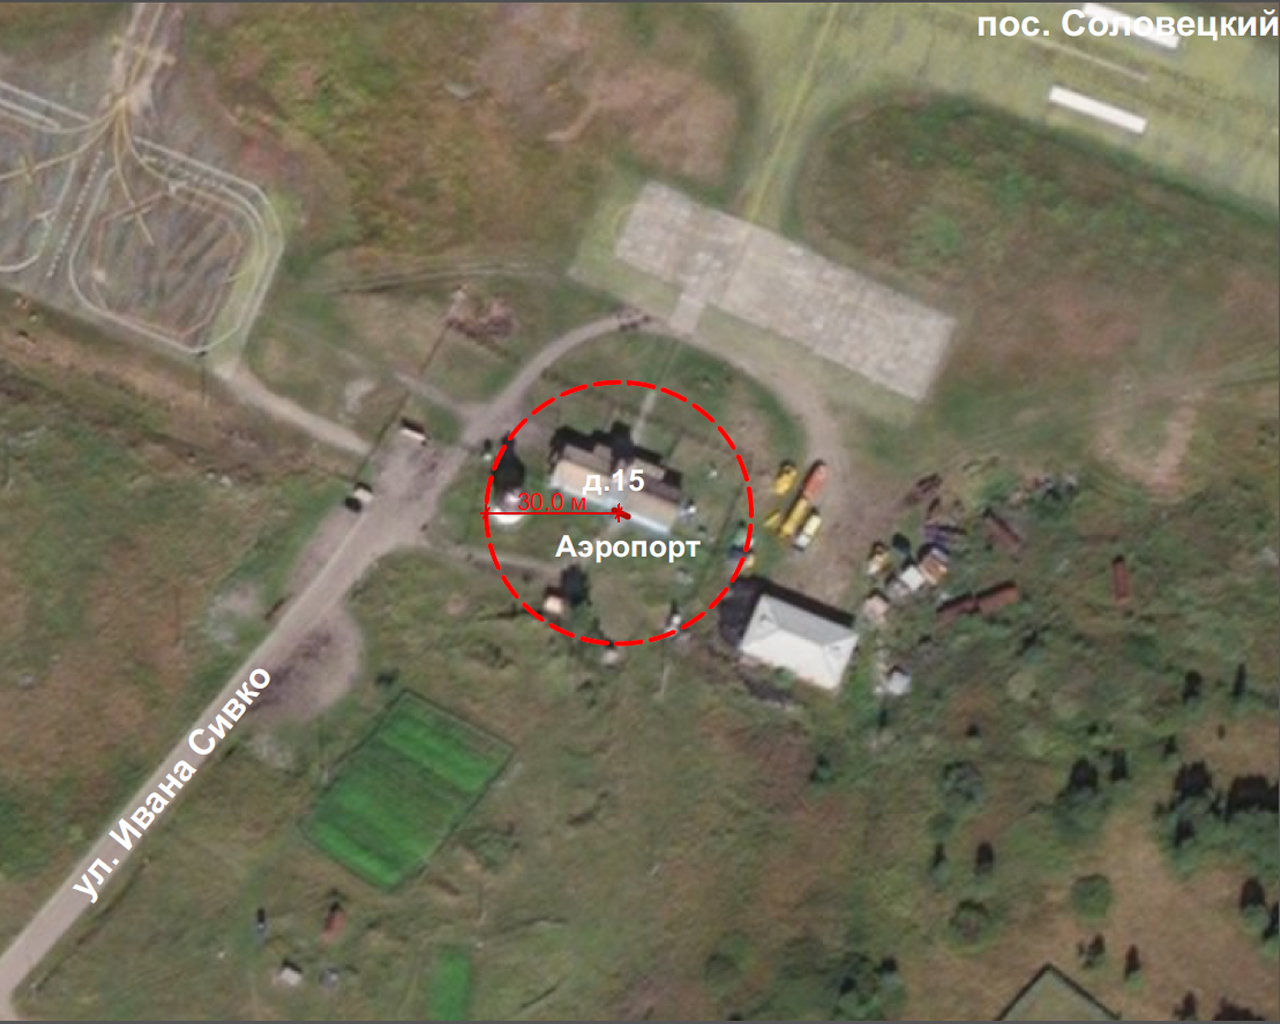 пос. Соловецкий
д.15
30,0 м
Аэропорт
ул. Ивана Сивко